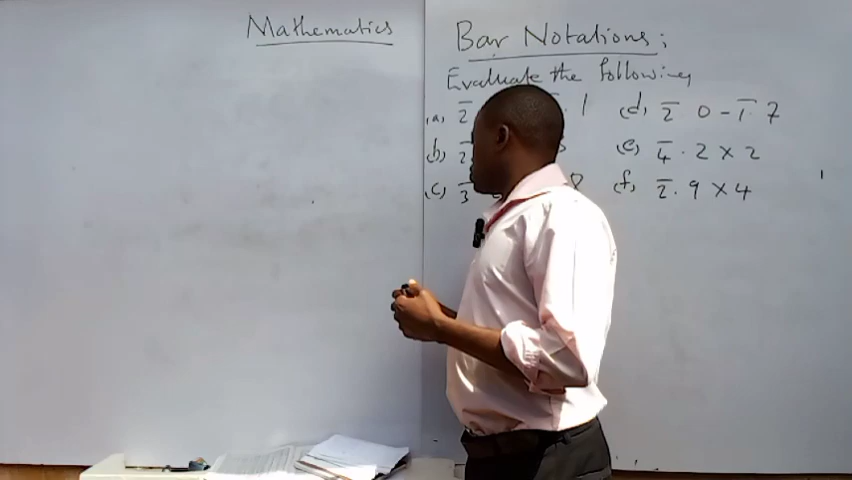 Mathematics
Bar Notations;
Evaluate the following
(a) 2̄ . 1
(b) 2̄
(c) 3̄ 8
(d) 2̄ 0 - 1̄. 7
(e) 4̄ . 2 × 2
(f) 2̄. 9 × 4